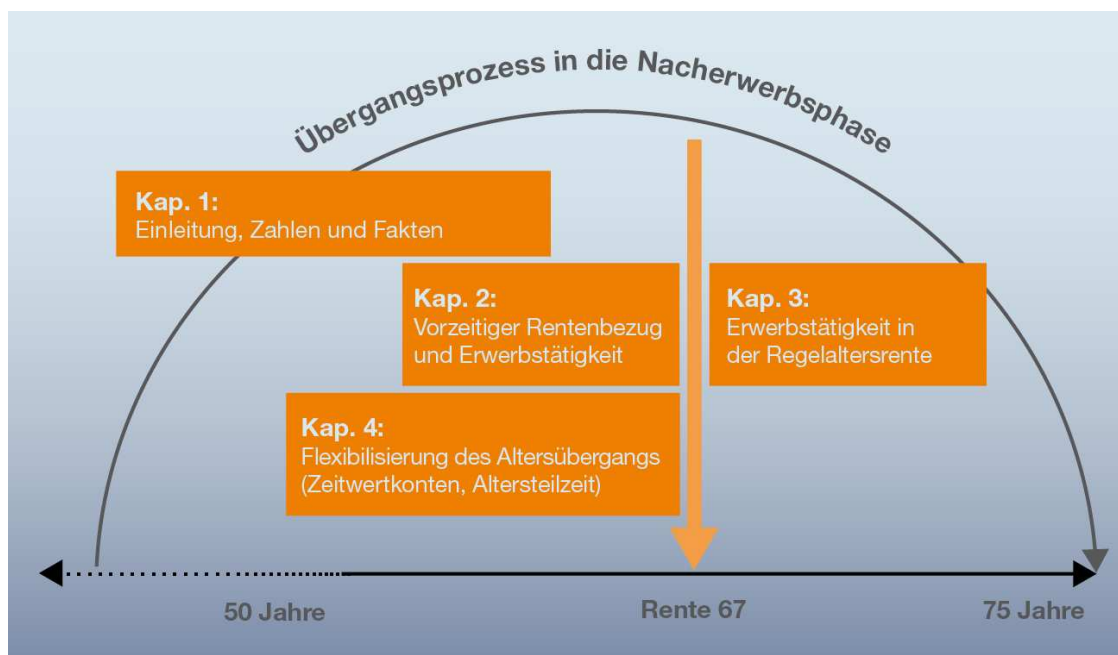 Übergangsprozess in die Nacherwerbsphase
Kap. 1:
Einleitung, Zahlen und Fakten
Kap. 2:
Vorzeitiger Rentenbezug
und Erwerbstätigkeit
Kap. 3:
Erwerbstätigkeit in
der Regelaltersrente
Kap. 4:
Flexibilisierung des Altersübergangs
(Zeitwertkonten, Altersteilzeit)
50 Jahre
Rente 67
75 Jahre